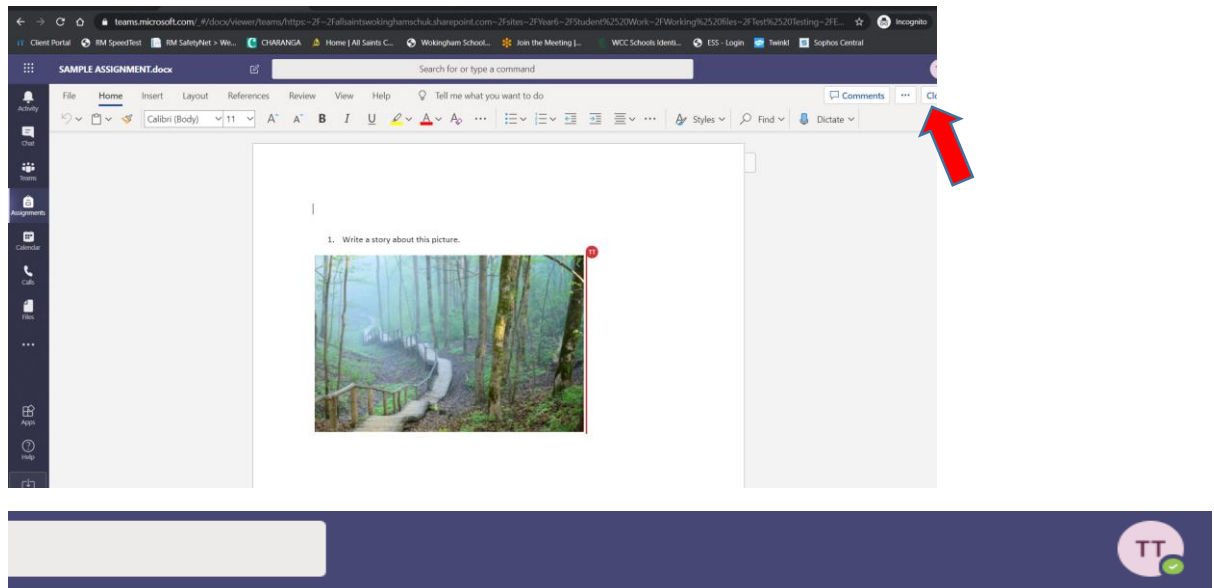 teams.microsoft.com/_#/docx/viewer/teams/https:~2F~2Fallsaintswokinghamschuk.sharepoint.com~2Fsites~2FYear6~2FStudent%2520Work~2FWorking%2520files~2FTest%2520Testing~2FE... Incognito
IT Client Portal RM SpeedTest RM SafetyNet > We... CHARANGA Home | All Saints C... Wokingham School... Join the Meeting |... WCC Schools Identi... ESS - Login Twinkl Sophos Central
SAMPLE ASSIGNMENT.docx Search for or type a command
File Home Insert Layout References Review View Help Tell me what you want to do Comments ... Clo
Calibri (Body) 11 A A B I U A A ... Styles Find Dictate
Activity
Chat
Teams
Assignments
Calendar
Calls
Files
...
Apps
Help
1. Write a story about this picture.
TT
TT